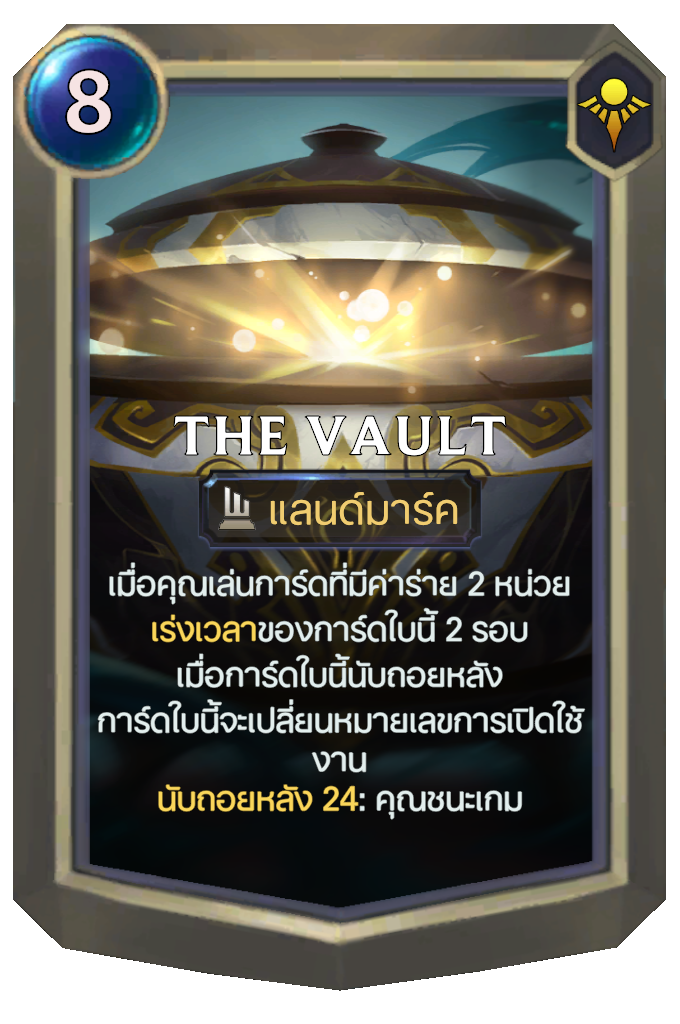 8
THE VAULT
แลนด์มาร์ค
เมื่อคุณเล่นการ์ดที่มีค่าร่าย 2 หน่วย
เร่งเวลาของการ์ดใบนี้ 2 รอบ
เมื่อการ์ดใบนี้นับถอยหลัง
การ์ดใบนี้จะเปลี่ยนหมายเลขการเปิดใช้
งาน
นับถอยหลัง 24: คุณชนะเกม